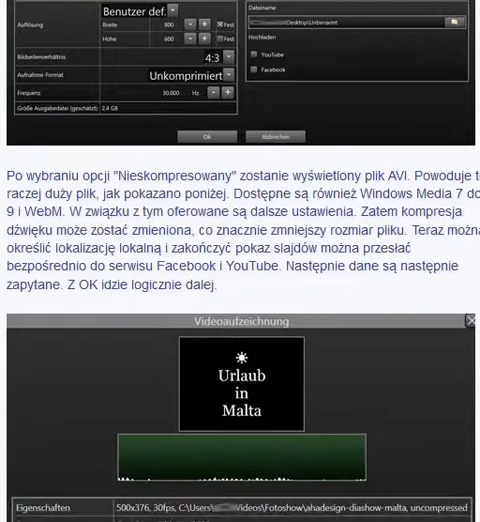 Benutzer def.
Dateiname
Auflösung
Breite 800 - + Fest
\Desktop\Unbenannt
Höhe 600 - + Fest
Hochladen
YouTube
Bildseitenverhältnis 4:3
Facebook
Aufnahme-Format Unkomprimiert
Frequenz 30.000 Hz. - +
Größe Ausgabedatei (geschätzt) 2,4 GB
Ok Abbrechen
Po wybraniu opcji "Nieskompresowany" zostanie wyświetlony plik AVI. Powoduje t
raczej duży plik, jak pokazano poniżej. Dostępne są również Windows Media 7 do
9 i WebM. W związku z tym oferowane są dalsze ustawienia. Zatem kompresja
dźwięku może zostać zmieniona, co znacznie zmniejszy rozmiar pliku. Teraz można
określić lokalizację lokalną i zakończyć pokaz slajdów można przesłać
bezpośrednio do serwisu Facebook i YouTube. Następnie dane są następnie
zapytane. Z OK idzie logicznie dalej.
Videoaufzeichnung
Urlaub
in
Malta
Eigenschaften 500x376, 30fps, C:\Users\ Videos\Fotoshow\ahadesign-diashow-malta, uncompressed